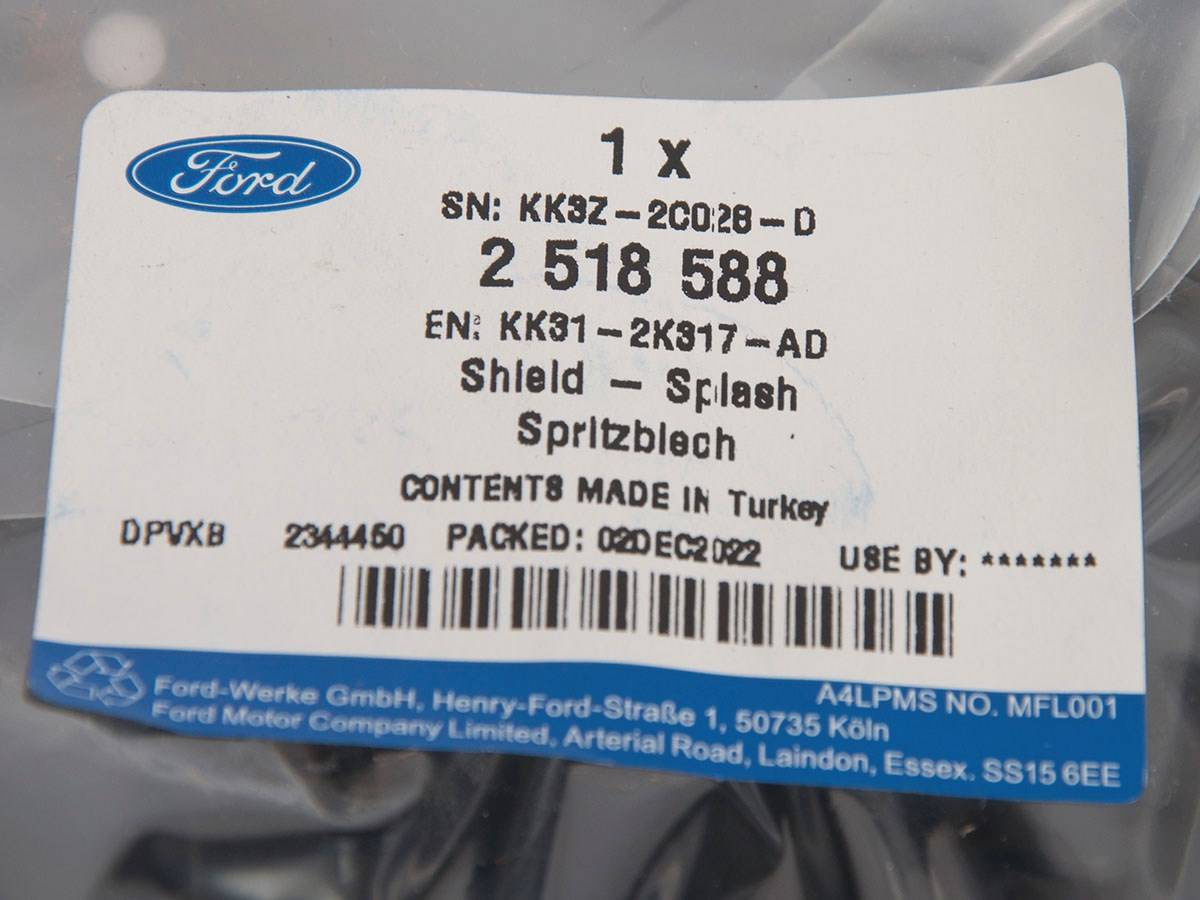 Ford
1 x
SN: KK3Z-2C028-D
2 518 588
EN: KK31-2K317-AD
Shield - Splash
Spritzblech
CONTENTS MADE IN Turkey
DPVXB 2344450 PACKED: 02DEC2022 USE BY: *******
A4LPMS NO. MFL001
Ford-Werke GmbH, Henry-Ford-Straße 1, 50735 Köln
Ford Motor Company Limited, Arterial Road, Laindon, Essex. SS15 6EE